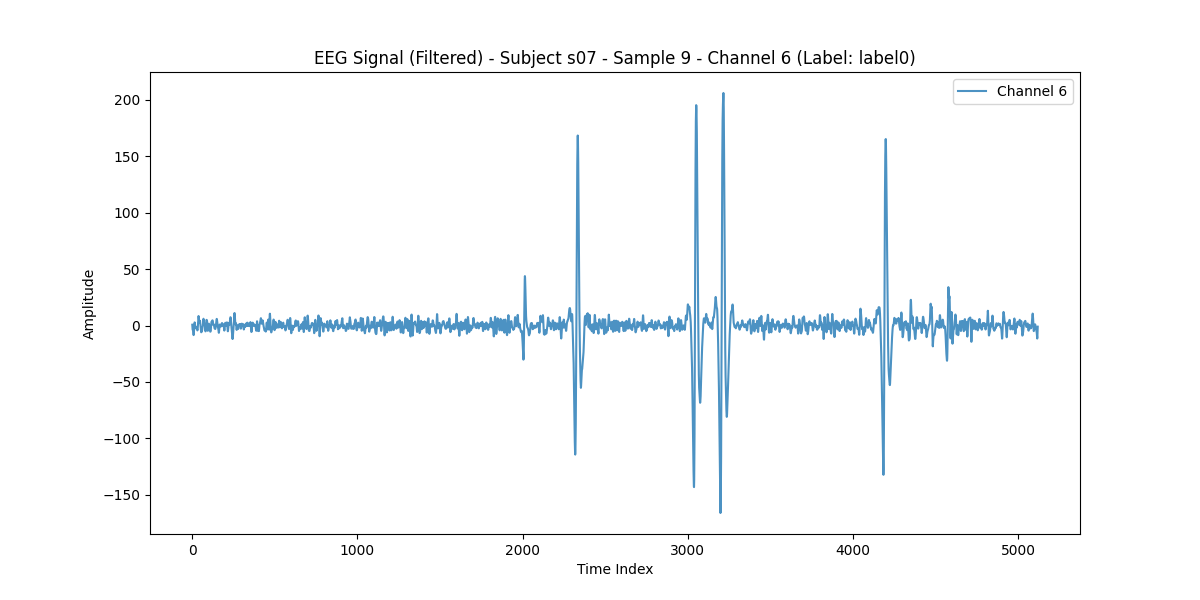 EEG Signal (Filtered) - Subject s07 - Sample 9 - Channel 6 (Label: label0)
Channel 6
200
150
100
50
0
−50
−100
−150
Amplitude
0 1000 2000 3000 4000 5000
Time Index